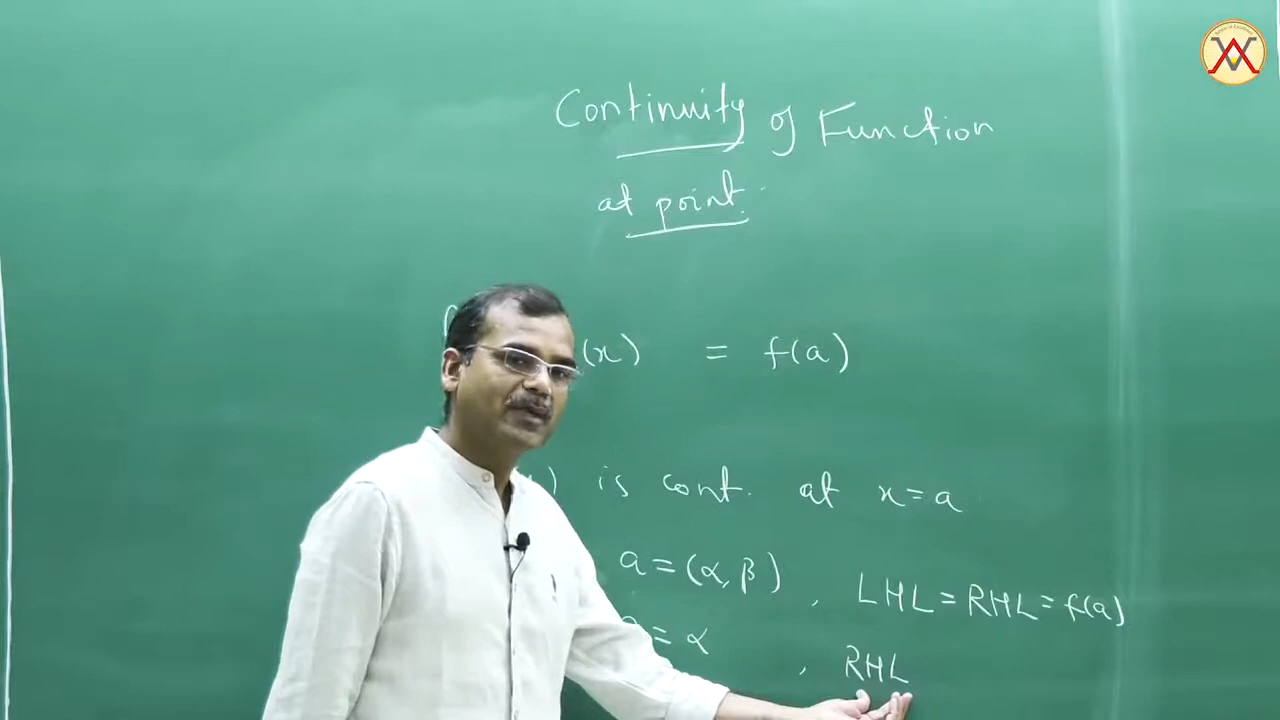 Continuity of Function
at point.
(x) = f(a)
) is cont. at x=a
a=(α,β) , LHL=RHL=f(a)
=α , RHL